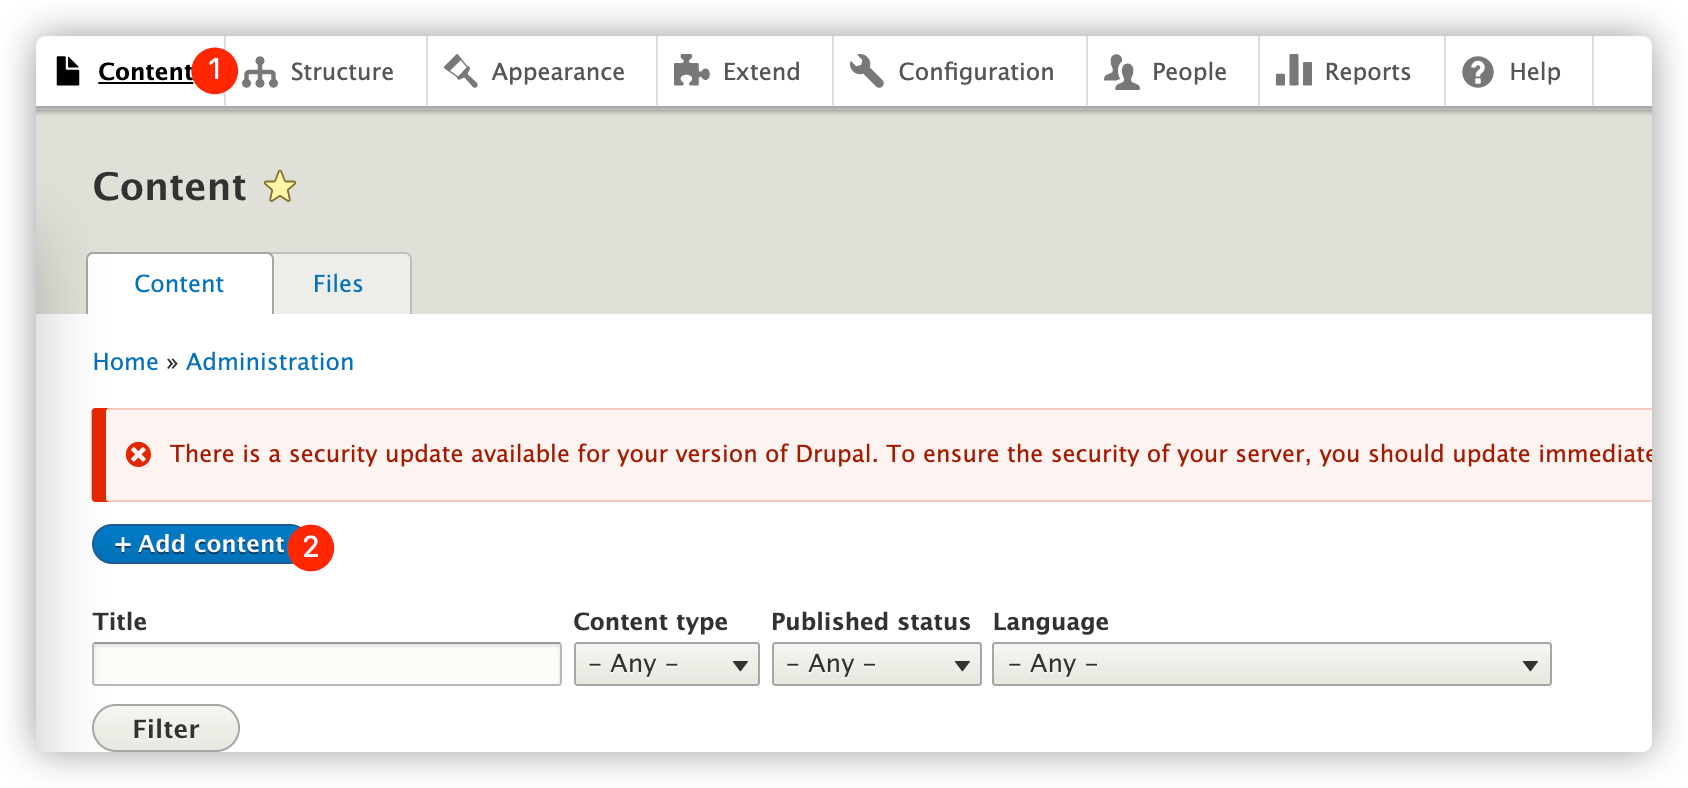 Content 1 Structure Appearance Extend Configuration People Reports Help
Content
Content Files
Home » Administration
There is a security update available for your version of Drupal. To ensure the security of your server, you should update immediate
+ Add content 2
Title Content type Published status Language
– Any – – Any – – Any –
Filter